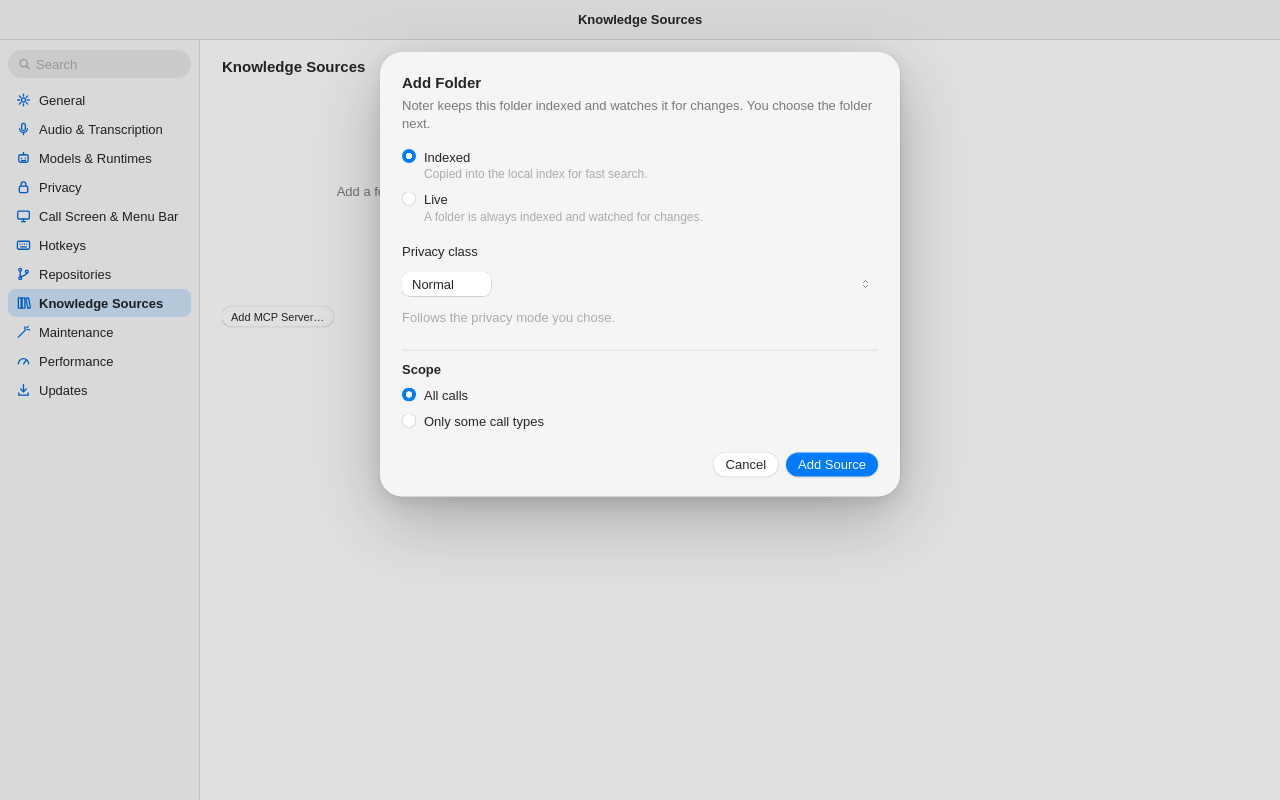 Knowledge Sources
Search
General
Audio & Transcription
Models & Runtimes
Privacy
Call Screen & Menu Bar
Hotkeys
Repositories
Knowledge Sources
Maintenance
Performance
Updates
Knowledge Sources
Add a fo
Add MCP Server…
Add Folder
Noter keeps this folder indexed and watches it for changes. You choose the folder
next.
Indexed
Copied into the local index for fast search.
Live
A folder is always indexed and watched for changes.
Privacy class
Normal
Follows the privacy mode you chose.
Scope
All calls
Only some call types
Cancel
Add Source